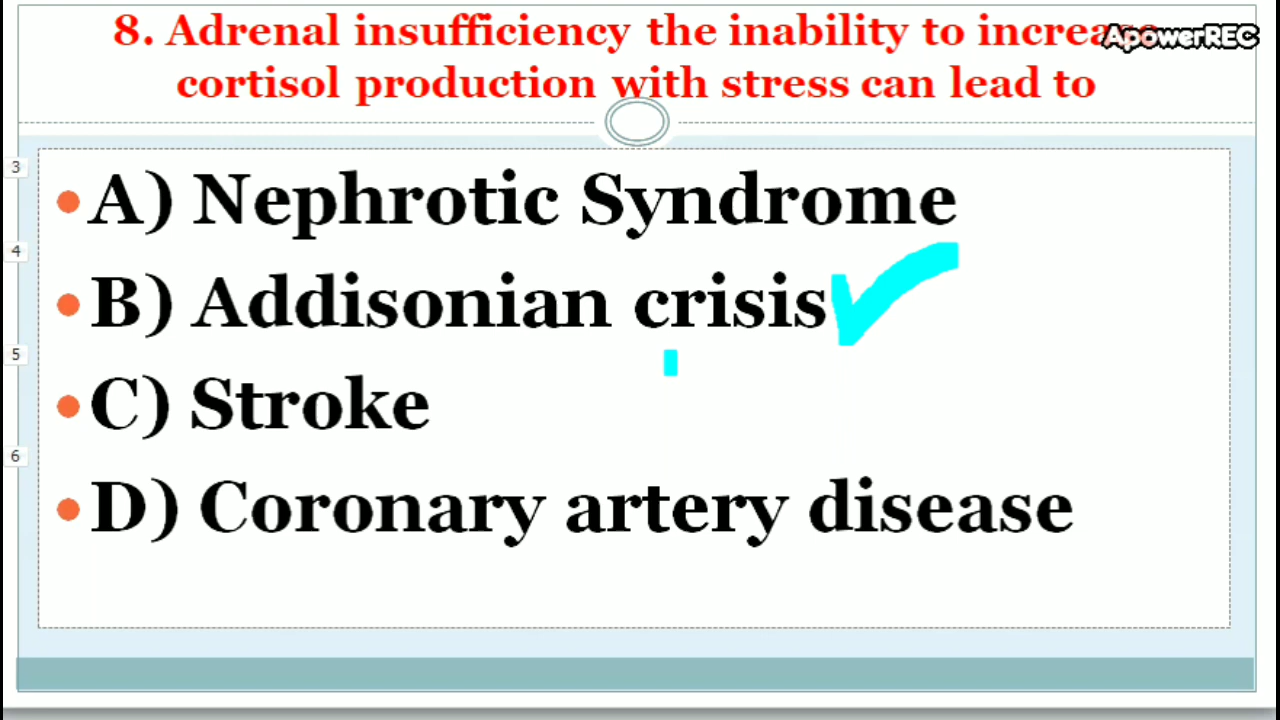 8. Adrenal insufficiency the inability to increase
ApowerREC
cortisol production with stress can lead to
3
• A) Nephrotic Syndrome
4
• B) Addisonian crisis
5
• C) Stroke
6
• D) Coronary artery disease